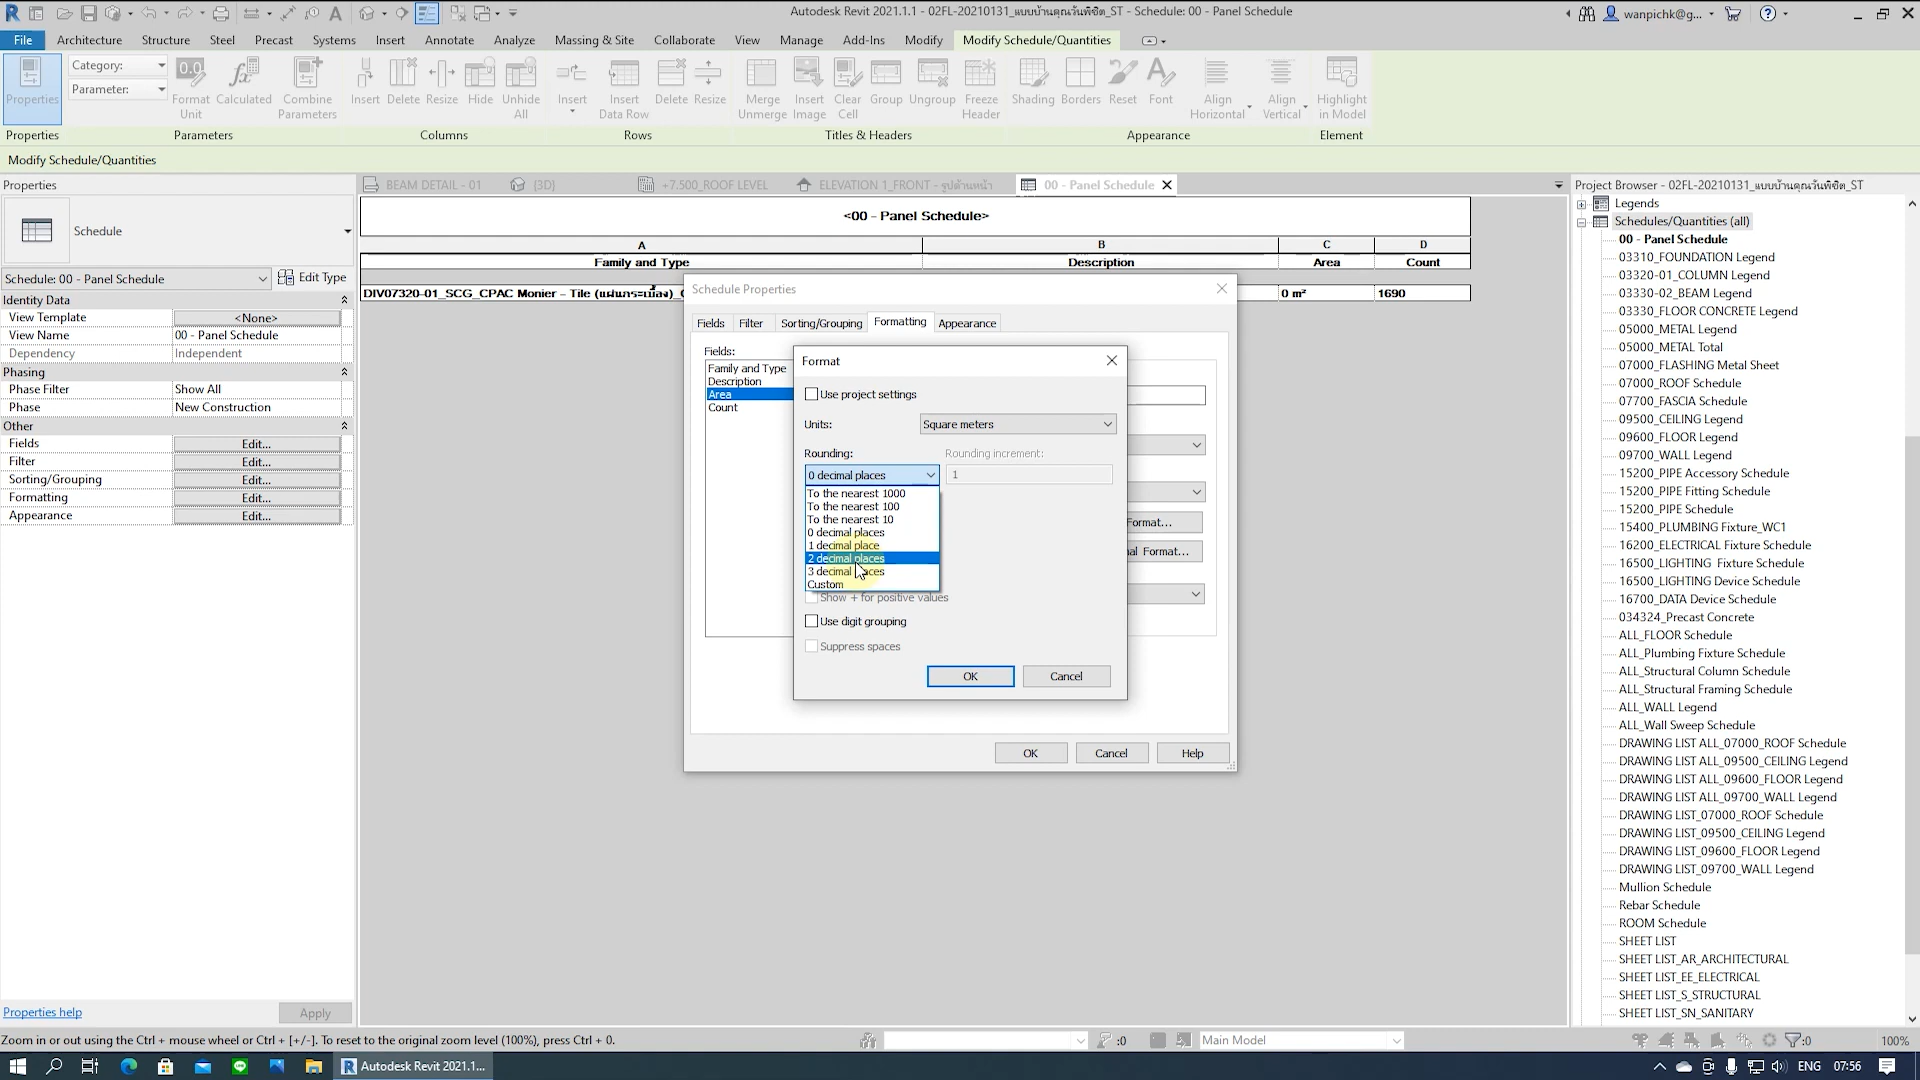 Autodesk Revit 2021.1.1 - 02FL-20210131_แบบบ้านคุณวันพิชิต_ST - Schedule: 00 - Panel Schedule
wanpichk@g...
File Architecture Structure Steel Precast Systems Insert Annotate Analyze Massing & Site Collaborate View Manage Add-Ins Modify Modify Schedule/Quantities
Category:
Parameter:
Properties
Format Unit
Calculated
Combine Parameters
Insert Delete Resize Hide Unhide All
Insert
Insert Data Row
Delete Resize
Merge Unmerge
Insert Image
Clear Cell
Group Ungroup
Freeze Header
Shading Borders Reset Font
Align Horizontal
Align Vertical
Highlight in Model
Properties Parameters Columns Rows Titles & Headers Appearance Element
Modify Schedule/Quantities
Properties
BEAM DETAIL - 01 {3D} +7.500_ROOF LEVEL ELEVATION 1_FRONT - รูปด้านหน้า 00 - Panel Schedule
Project Browser - 02FL-20210131_แบบบ้านคุณวันพิชิต_ST
Schedule
Schedule: 00 - Panel Schedule Edit Type
Identity Data
View Template <None>
View Name 00 - Panel Schedule
Dependency Independent
Phasing
Phase Filter Show All
Phase New Construction
Other
Fields Edit...
Filter Edit...
Sorting/Grouping Edit...
Formatting Edit...
Appearance Edit...
Properties help Apply
<00 - Panel Schedule>
A B C D
Family and Type Description Area Count
DIV07320-01_SCG_CPAC Monier - Tile (แผ่นกระเบื้อง)_ 0 m² 1690
Schedule Properties
Fields Filter Sorting/Grouping Formatting Appearance
Fields:
Family and Type
Description
Area
Count
Format...
al Format...
OK Cancel Help
Format
Use project settings
Units: Square meters
Rounding: Rounding increment:
0 decimal places 1
To the nearest 1000
To the nearest 100
To the nearest 10
0 decimal places
1 decimal place
2 decimal places
3 decimal places
Custom
Show + for positive values
Use digit grouping
Suppress spaces
OK Cancel
Legends
Schedules/Quantities (all)
00 - Panel Schedule
03310_FOUNDATION Legend
03320-01_COLUMN Legend
03330-02_BEAM Legend
03330_FLOOR CONCRETE Legend
05000_METAL Legend
05000_METAL Total
07000_FLASHING Metal Sheet
07000_ROOF Schedule
07700_FASCIA Schedule
09500_CEILING Legend
09600_FLOOR Legend
09700_WALL Legend
15200_PIPE Accessory Schedule
15200_PIPE Fitting Schedule
15200_PIPE Schedule
15400_PLUMBING Fixture_WC1
16200_ELECTRICAL Fixture Schedule
16500_LIGHTING Fixture Schedule
16500_LIGHTING Device Schedule
16700_DATA Device Schedule
034324_Precast Concrete
ALL_FLOOR Schedule
ALL_Plumbing Fixture Schedule
ALL_Structural Column Schedule
ALL_Structural Framing Schedule
ALL_WALL Legend
ALL_Wall Sweep Schedule
DRAWING LIST ALL_07000_ROOF Schedule
DRAWING LIST ALL_09500_CEILING Legend
DRAWING LIST ALL_09600_FLOOR Legend
DRAWING LIST ALL_09700_WALL Legend
DRAWING LIST_07000_ROOF Schedule
DRAWING LIST_09500_CEILING Legend
DRAWING LIST_09600_FLOOR Legend
DRAWING LIST_09700_WALL Legend
Mullion Schedule
Rebar Schedule
ROOM Schedule
SHEET LIST
SHEET LIST_AR_ARCHITECTURAL
SHEET LIST_EE_ELECTRICAL
SHEET LIST_S_STRUCTURAL
SHEET LIST_SN_SANITARY
Zoom in or out using the Ctrl + mouse wheel or Ctrl + [+/-]. To reset to the original zoom level (100%), press Ctrl + 0.
:0 Main Model :0 100%
Autodesk Revit 2021.1... ENG 07:56